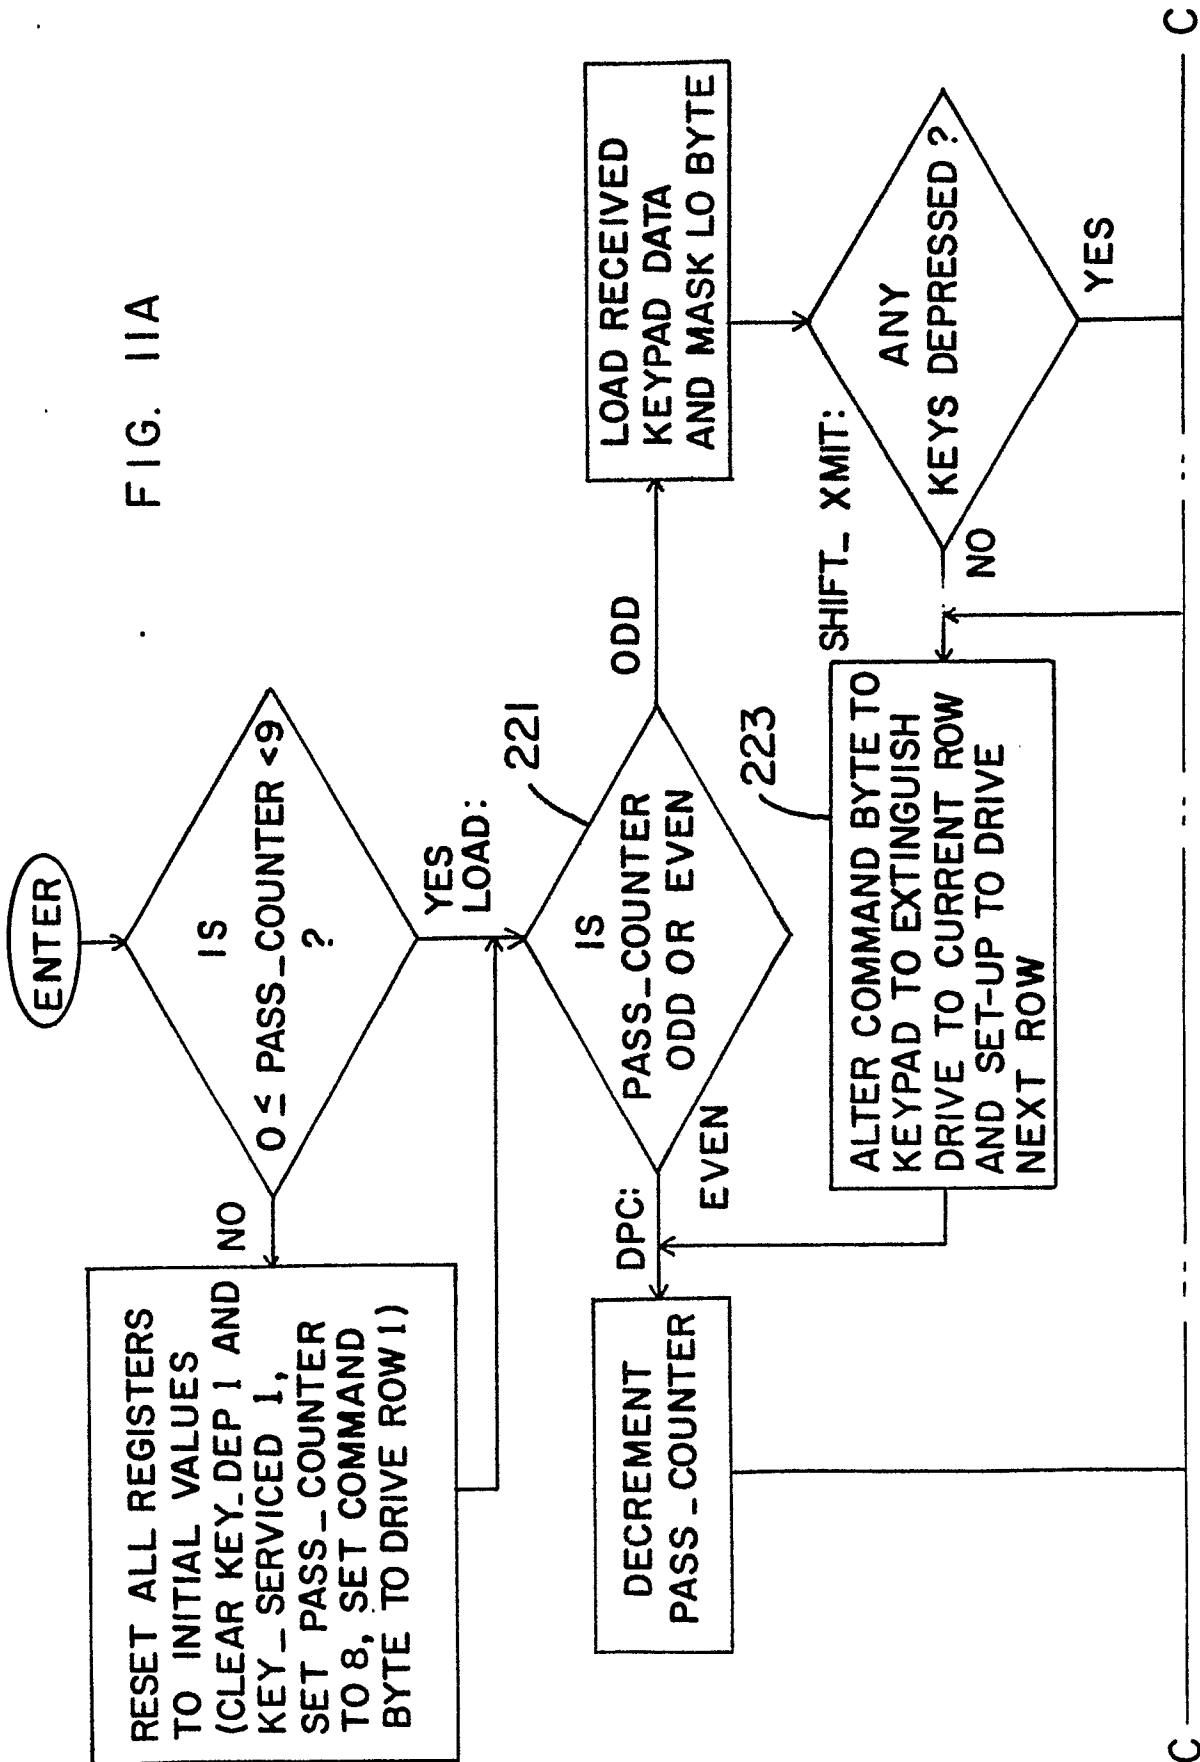 FIG. 11A
ENTER
IS
0 ≤ PASS_COUNTER <9
?
NO
YES
LOAD:
RESET ALL REGISTERS
TO INITIAL VALUES
(CLEAR KEY_DEP 1 AND
KEY_SERVICED 1,
SET PASS_COUNTER
TO 8, SET COMMAND
BYTE TO DRIVE ROW 1)
221
IS
PASS_COUNTER
ODD OR EVEN
ODD
EVEN
DPC:
LOAD RECEIVED
KEYPAD DATA
AND MASK LO BYTE
DECREMENT
PASS_COUNTER
223
ALTER COMMAND BYTE TO
KEYPAD TO EXTINGUISH
DRIVE TO CURRENT ROW
AND SET-UP TO DRIVE
NEXT ROW
SHIFT_XMIT:
NO
ANY
KEYS DEPRESSED ?
YES
C
C